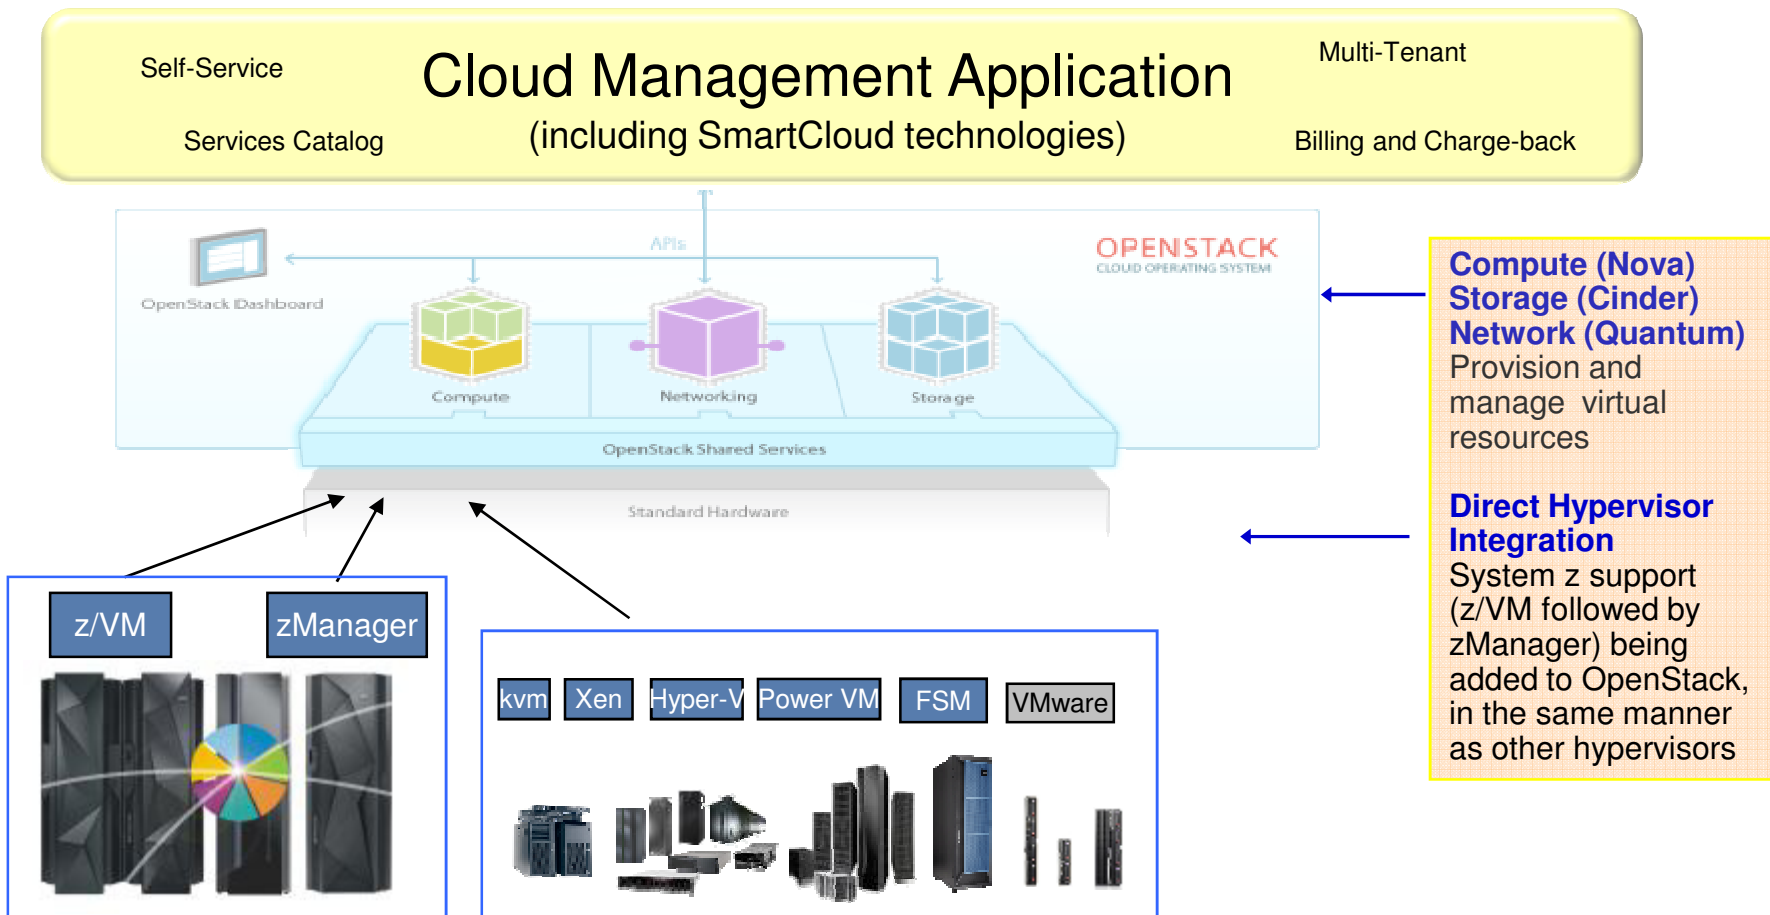 Self-Service
Cloud Management Application
Multi-Tenant
Services Catalog
(including SmartCloud technologies)
Billing and Charge-back
APIs
OPENSTACK
CLOUD OPERATING SYSTEM
OpenStack Dashboard
Compute
Networking
Storage
OpenStack Shared Services
Standard Hardware
Compute (Nova)
Storage (Cinder)
Network (Quantum)
Provision and
manage virtual
resources
Direct Hypervisor
Integration
System z support
(z/VM followed by
zManager) being
added to OpenStack,
in the same manner
as other hypervisors
z/VM
zManager
kvm
Xen
Hyper-V
Power VM
FSM
VMware